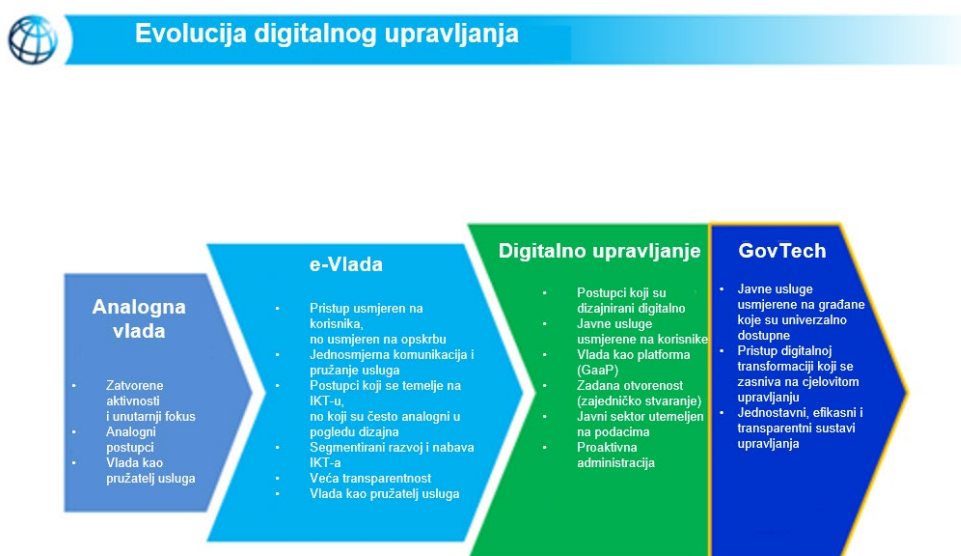 Evolucija digitalnog upravljanja
Analogna
vlada
• Zatvorene
aktivnosti
i unutarnji fokus
• Analogni
postupci
• Vlada kao
pružatelj usluga
e-Vlada
• Pristup usmjeren na
korisnika,
no usmjeren na opskrbu
• Jednosmjerna komunikacija i
pružanje usluga
• Postupci koji se temelje na
IKT-u,
no koji su često analogni u
pogledu dizajna
• Segmentirani razvoj i nabava
IKT-a
• Veća transparentnost
• Vlada kao pružatelj usluga
Digitalno upravljanje
• Postupci koji su
dizajnirani digitalno
• Javne usluge
usmjerene na korisnike
• Vlada kao platforma
(GaaP)
• Zadana otvorenost
(zajedničko stvaranje)
• Javni sektor utemeljen
na podacima
• Proaktivna
administracija
GovTech
• Javne usluge
usmjerene na građane
koje su univerzalno
dostupne
• Pristup digitalnoj
transformaciji koji se
zasniva na cjelovitom
upravljanju
• Jednostavni, efikasni i
transparentni sustavi
upravljanja